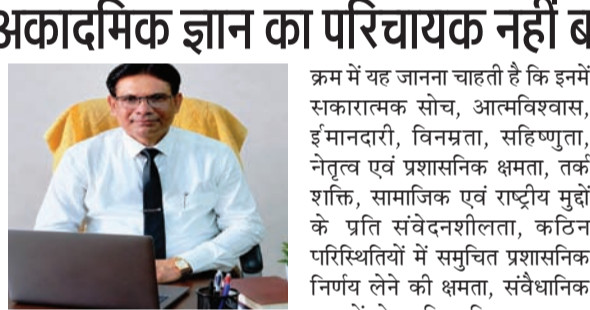 अकादमिक ज्ञान का परिचायक नहीं
क्रम में यह जानना चाहती है कि इनमें
सकारात्मक सोच, आत्मविश्वास,
ईमानदारी, विनम्रता, सहिष्णुता,
नेतृत्व एवं प्रशासनिक क्षमता, तर्क
शक्ति, सामाजिक एवं राष्ट्रीय मुद्दों
के प्रति संवेदनशीलता, कठिन
परिस्थितियों में समुचित प्रशासनिक
निर्णय लेने की क्षमता, संवैधानिक